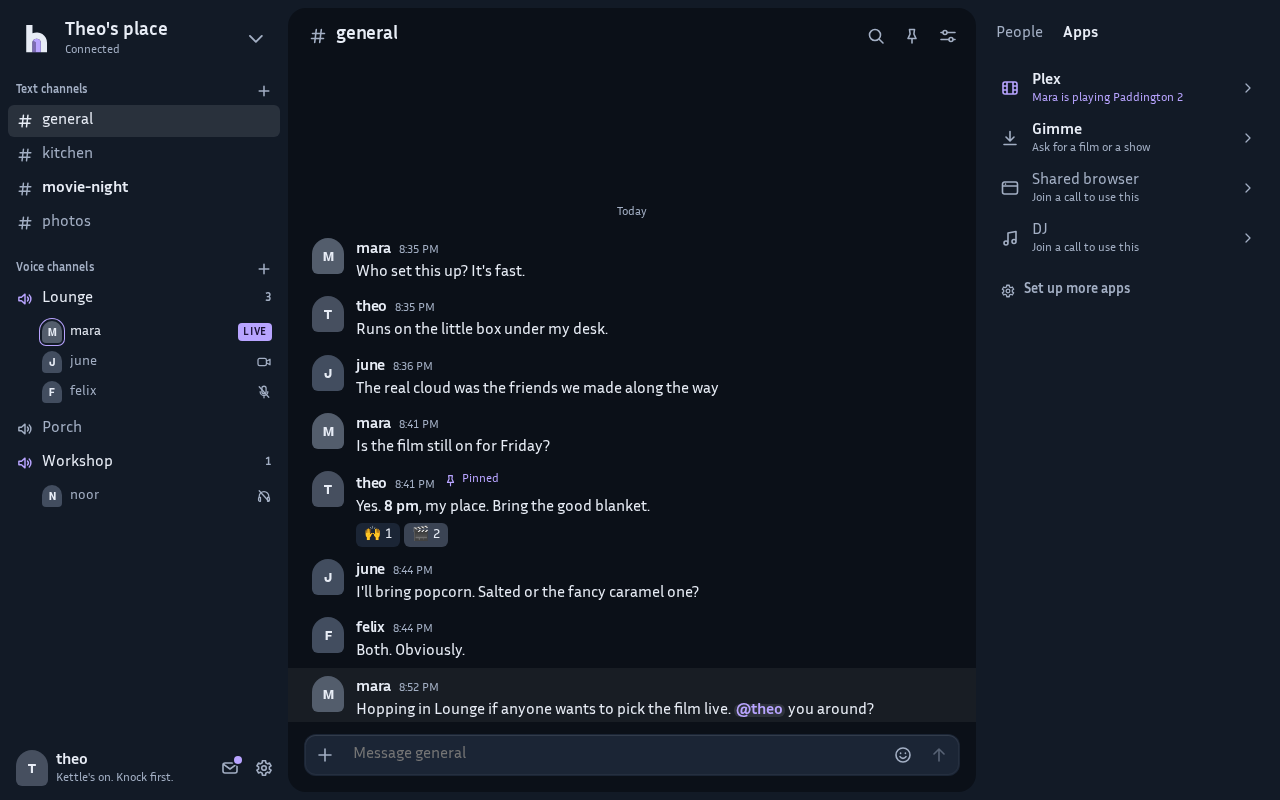 Theo's place
Connected
Text channels
general
kitchen
movie-night
photos
Voice channels
Lounge 3
M mara LIVE
J june
F felix
Porch
Workshop 1
N noor
T theo
Kettle's on. Knock first.
general
Today
M mara 8:35 PM
Who set this up? It's fast.
T theo 8:35 PM
Runs on the little box under my desk.
J june 8:36 PM
The real cloud was the friends we made along the way
M mara 8:41 PM
Is the film still on for Friday?
T theo 8:41 PM Pinned
Yes. 8 pm, my place. Bring the good blanket.
🙌 1 🎬 2
J june 8:44 PM
I'll bring popcorn. Salted or the fancy caramel one?
F felix 8:44 PM
Both. Obviously.
M mara 8:52 PM
Hopping in Lounge if anyone wants to pick the film live. @theo you around?
Message general
People Apps
Plex
Mara is playing Paddington 2
Gimme
Ask for a film or a show
Shared browser
Join a call to use this
DJ
Join a call to use this
Set up more apps